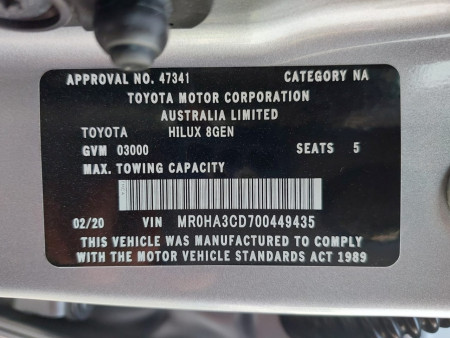 APPROVAL NO. 47341 CATEGORY NA
TOYOTA MOTOR CORPORATION
AUSTRALIA LIMITED
TOYOTA HILUX 8GEN
GVM 03000 SEATS 5
MAX. TOWING CAPACITY
02/20 VIN MR0HA3CD700449435
THIS VEHICLE WAS MANUFACTURED TO COMPLY
WITH THE MOTOR VEHICLE STANDARDS ACT 1989